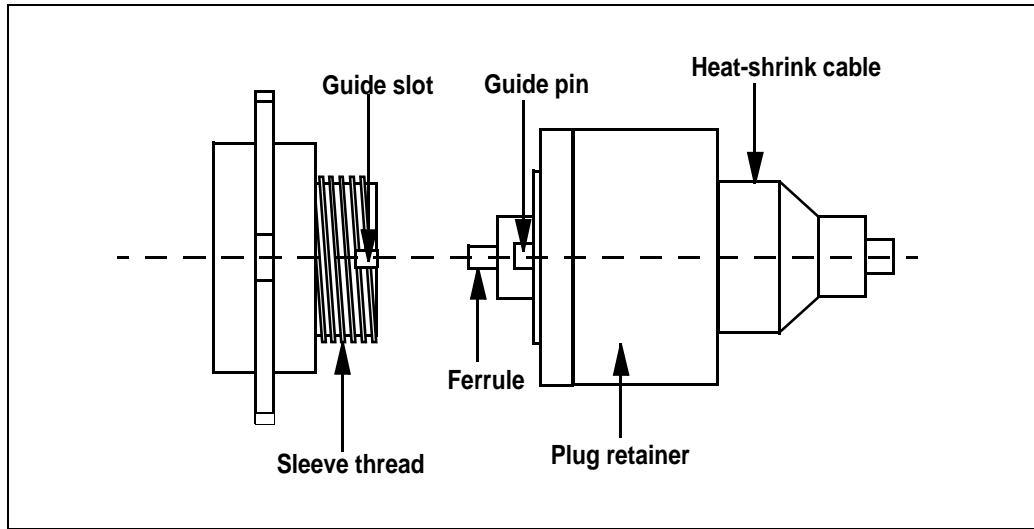 Heat-shrink cable
Guide slot
Guide pin
Ferrule
Sleeve thread
Plug retainer